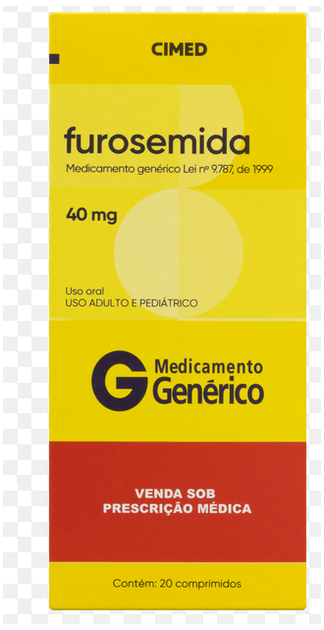 CIMED
furosemida
Medicamento genérico Lei nº 9.787, de 1999
40 mg
Uso oral
USO ADULTO E PEDIÁTRICO
G Medicamento
Genérico
VENDA SOB
PRESCRIÇÃO MÉDICA
Contém: 20 comprimidos